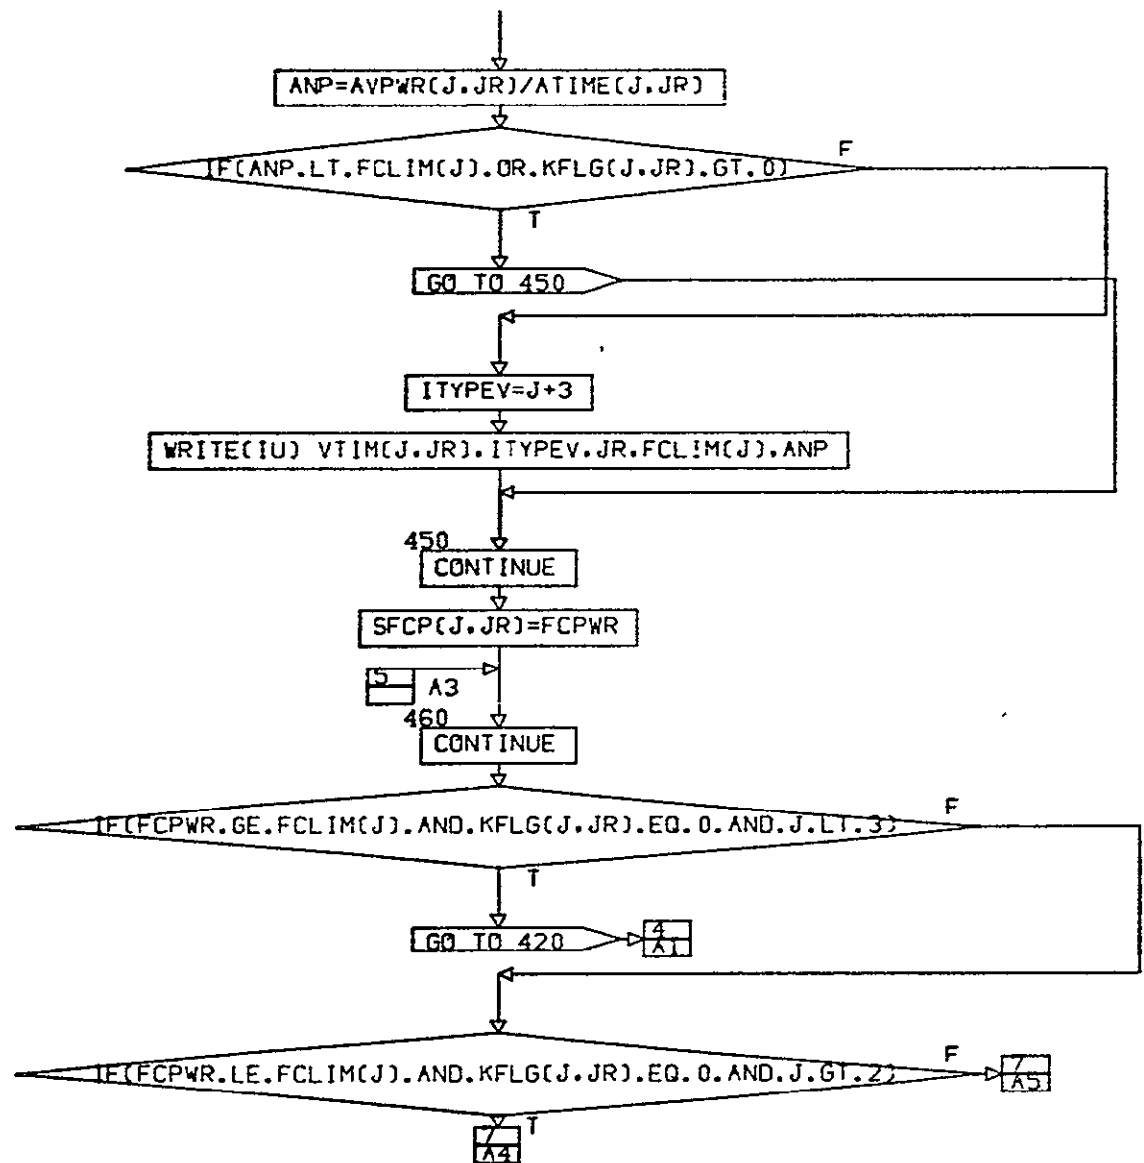 ANP=AVPWR(J.JR)/ATIME(J.JR)
F
IF(ANP.LT.FCLIM(J).OR.KFLG(J.JR).GT.0)
T
GO TO 450
ITYPEV=J+3
WRITE(IU) VTIM(J.JR).ITYPEV.JR.FCLIM(J).ANP
450
CONTINUE
SFCP(J.JR)=FCPWR
5
A3
460
CONTINUE
F
IF(FCPWR.GE.FCLIM(J).AND.KFLG(J.JR).EQ.0.AND.J.LT.3)
T
GO TO 420
4
A1
F
IF(FCPWR.LE.FCLIM(J).AND.KFLG(J.JR).EQ.0.AND.J.GT.2)
7
A5
T
7
A4